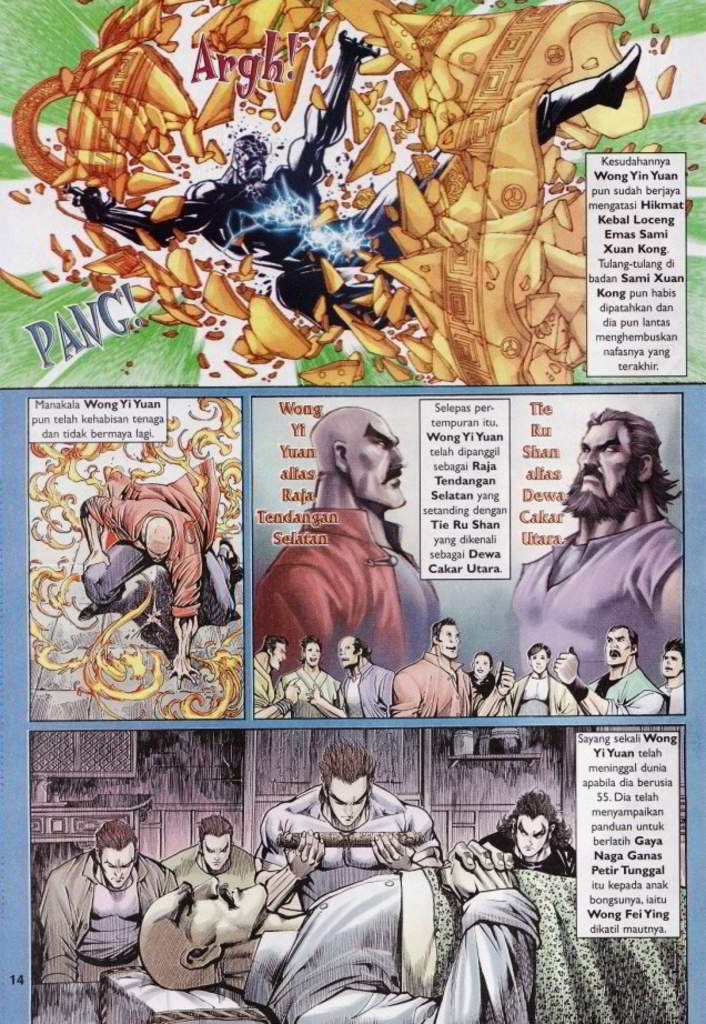 Argh!
PANG!
Kesudahannya
Wong Yin Yuan
pun sudah berjaya
mengatasi Hikmat
Kebal Loceng
Emas Sami
Xuan Kong.
Tulang-tulang di
badan Sami Xuan
Kong pun habis
dipatahkan dan
dia pun lantas
menghembuskan
nafasnya yang
terakhir.
Manakala Wong Yi Yuan
pun telah kehabisan tenaga
dan tidak bermaya lagi.
Wong
Yi
Yuan
alias
Raja
Tendangan
Selatan
Selepas per-
tempuran itu,
Wong Yi Yuan
telah dipanggil
sebagai Raja
Tendangan
Selatan yang
setanding dengan
Tie Ru Shan
yang dikenali
sebagai Dewa
Cakar Utara.
Tie
Ru
Shan
alias
Dewa
Cakar
Utara.
Sayang sekali Wong
Yi Yuan telah
meninggal dunia
apabila dia berusia
55. Dia telah
menyampaikan
panduan untuk
berlatih Gaya
Naga Ganas
Petir Tunggal
itu kepada anak
bongsunya, iaitu
Wong Fei Ying
dikatil mautnya.
14